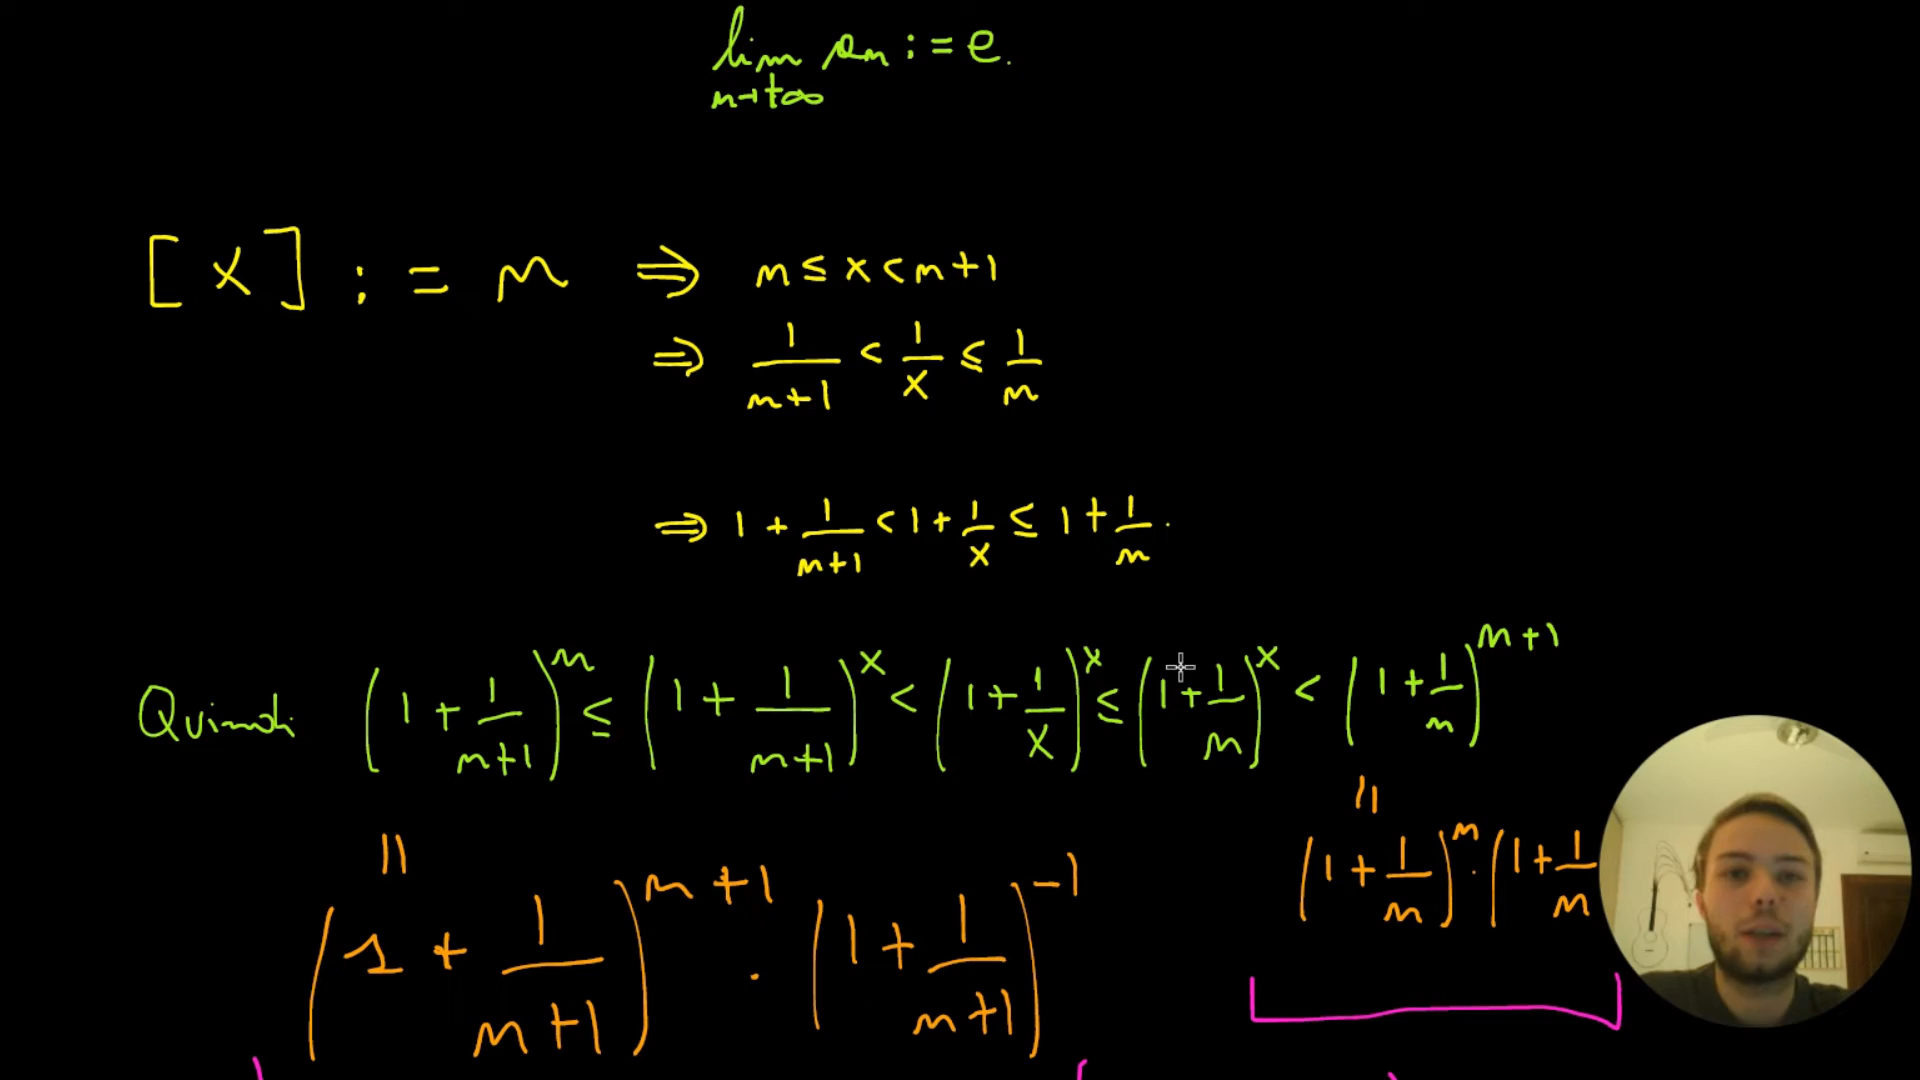 lim an := e.
n→+∞
[x] := n ⇒ n ≤ x < n+1
⇒ 1/(n+1) < 1/x ≤ 1/n
⇒ 1 + 1/(n+1) < 1 + 1/x ≤ 1 + 1/n.
Quindi (1 + 1/(n+1))^n ≤ (1 + 1/(n+1))^x < (1 + 1/x)^x ≤ (1 + 1/n)^x < (1 + 1/n)^(n+1)
= (1 + 1/n)^n · (1 + 1/n
= (1 + 1/(n+1))^(n+1) · (1 + 1/(n+1))^-1